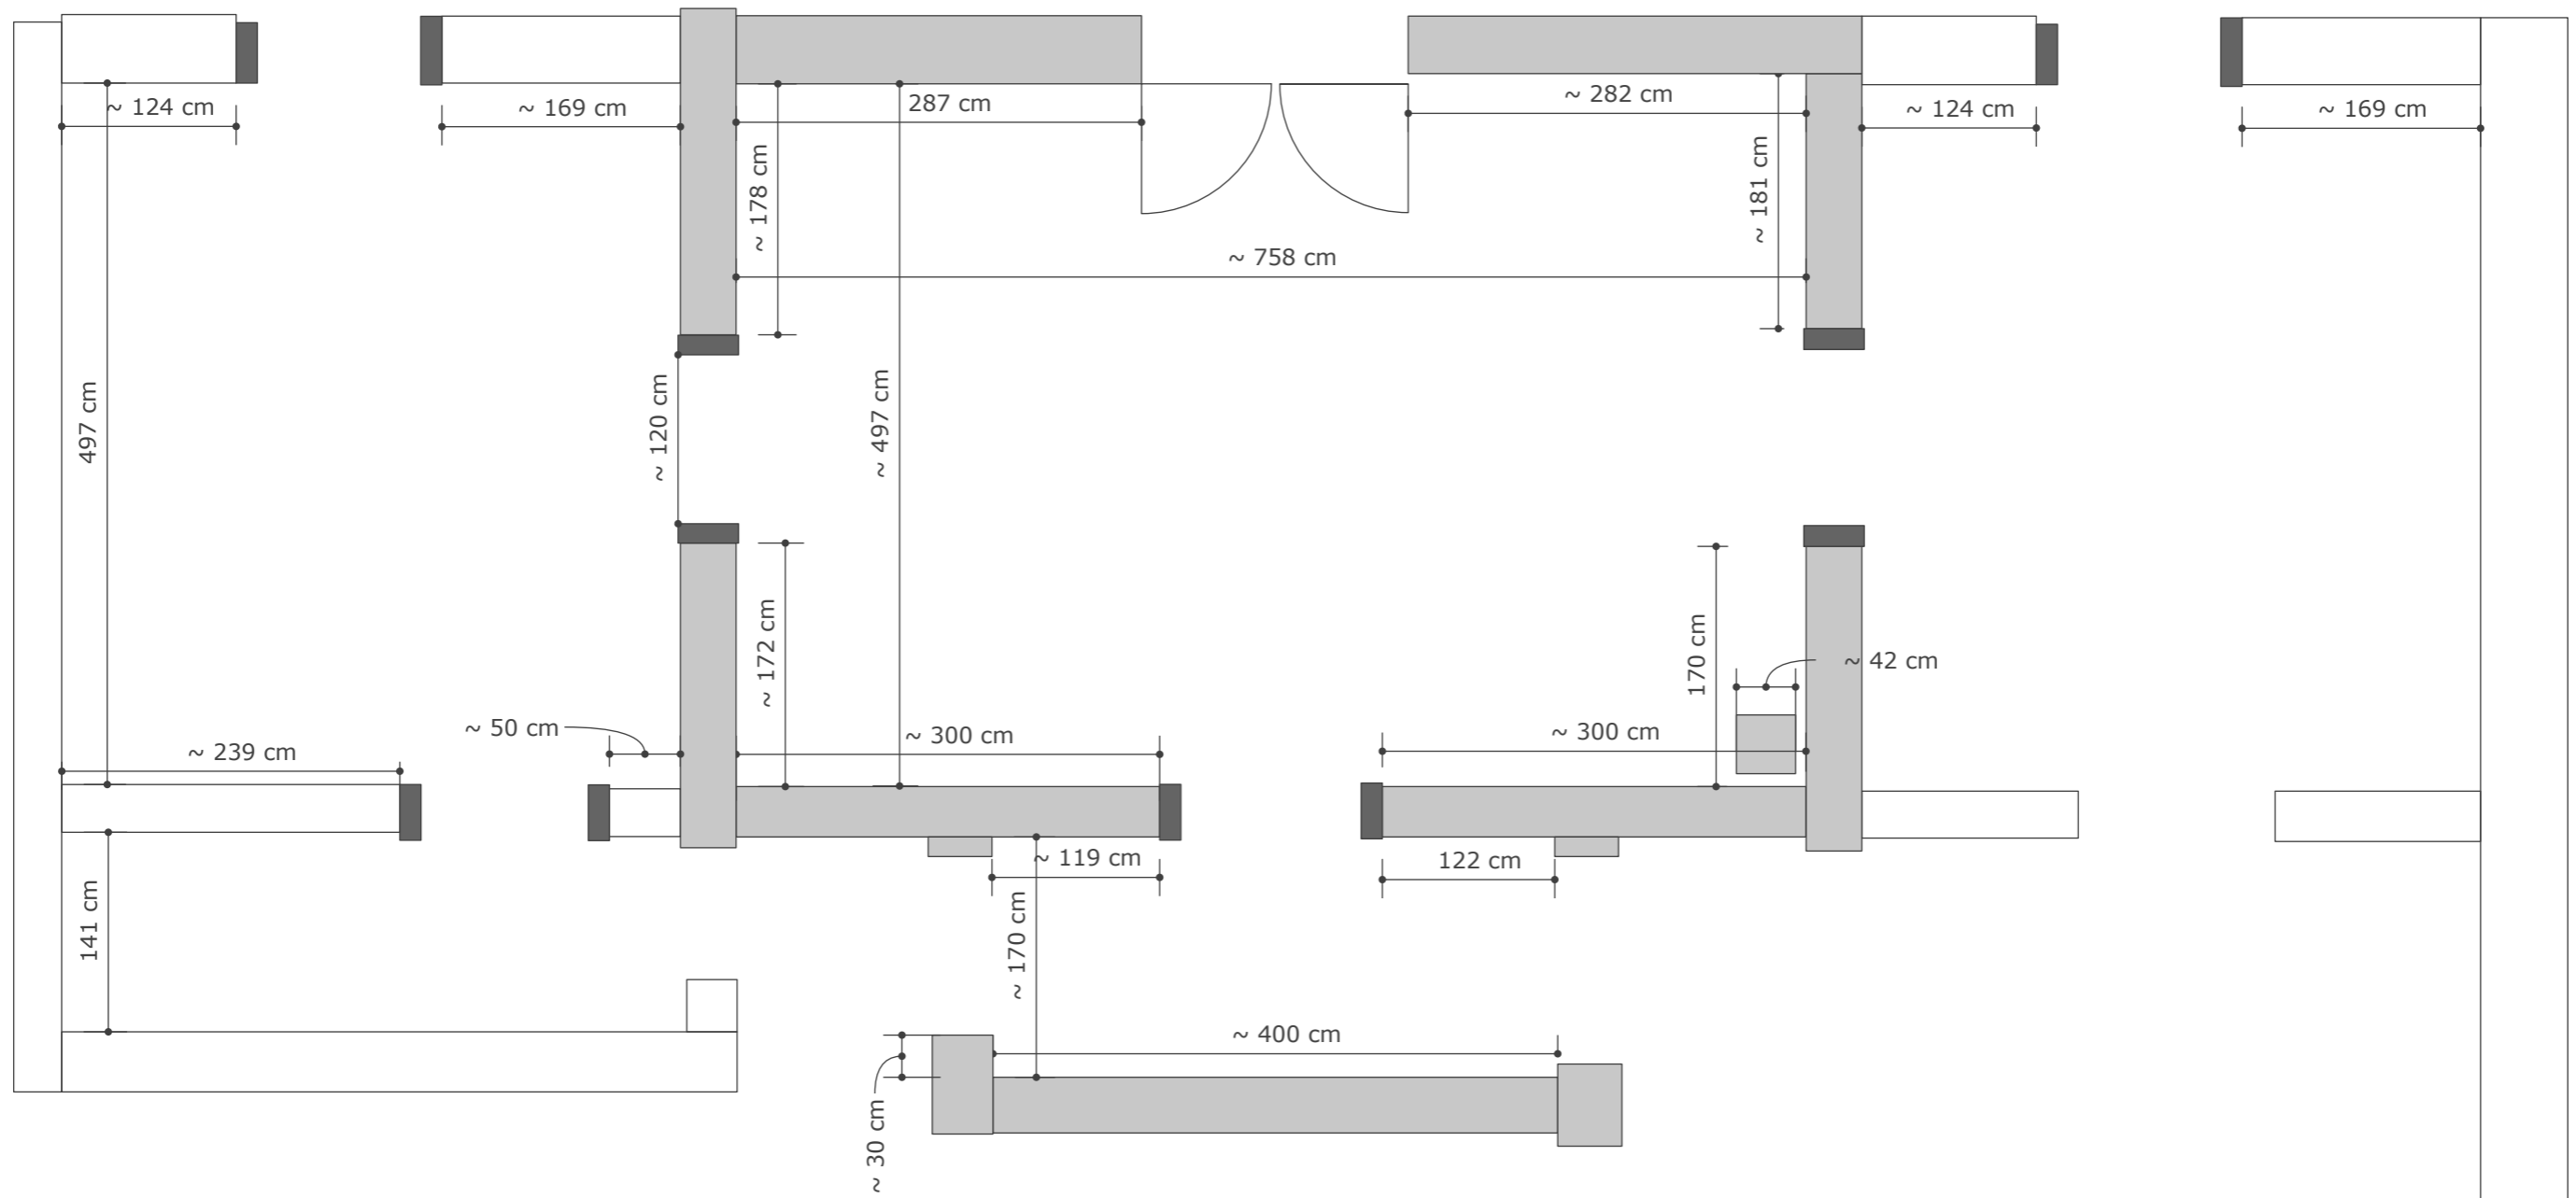 ~ 124 cm
~ 169 cm
287 cm
~ 282 cm
~ 124 cm
~ 169 cm
~ 178 cm
~ 181 cm
~ 758 cm
497 cm
~ 120 cm
~ 497 cm
~ 172 cm
170 cm
~ 42 cm
~ 50 cm
~ 239 cm
~ 300 cm
~ 300 cm
~ 119 cm
122 cm
141 cm
~ 170 cm
~ 400 cm
~ 30 cm